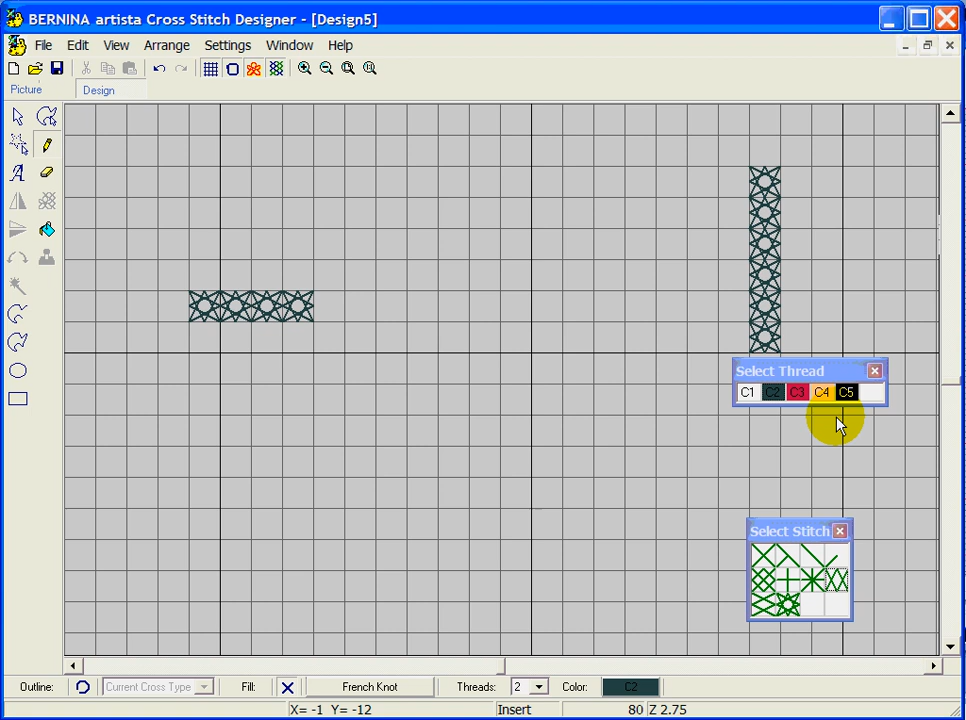 BERNINA artista Cross Stitch Designer - [Design5]
File Edit View Arrange Settings Window Help
Picture Design
Select Thread
C1 C2 C3 C4 C5
Select Stitch
Outline: Current Cross Type Fill: French Knot Threads: 2 Color: C2
X= -1 Y= -12 Insert 80 Z 2.75